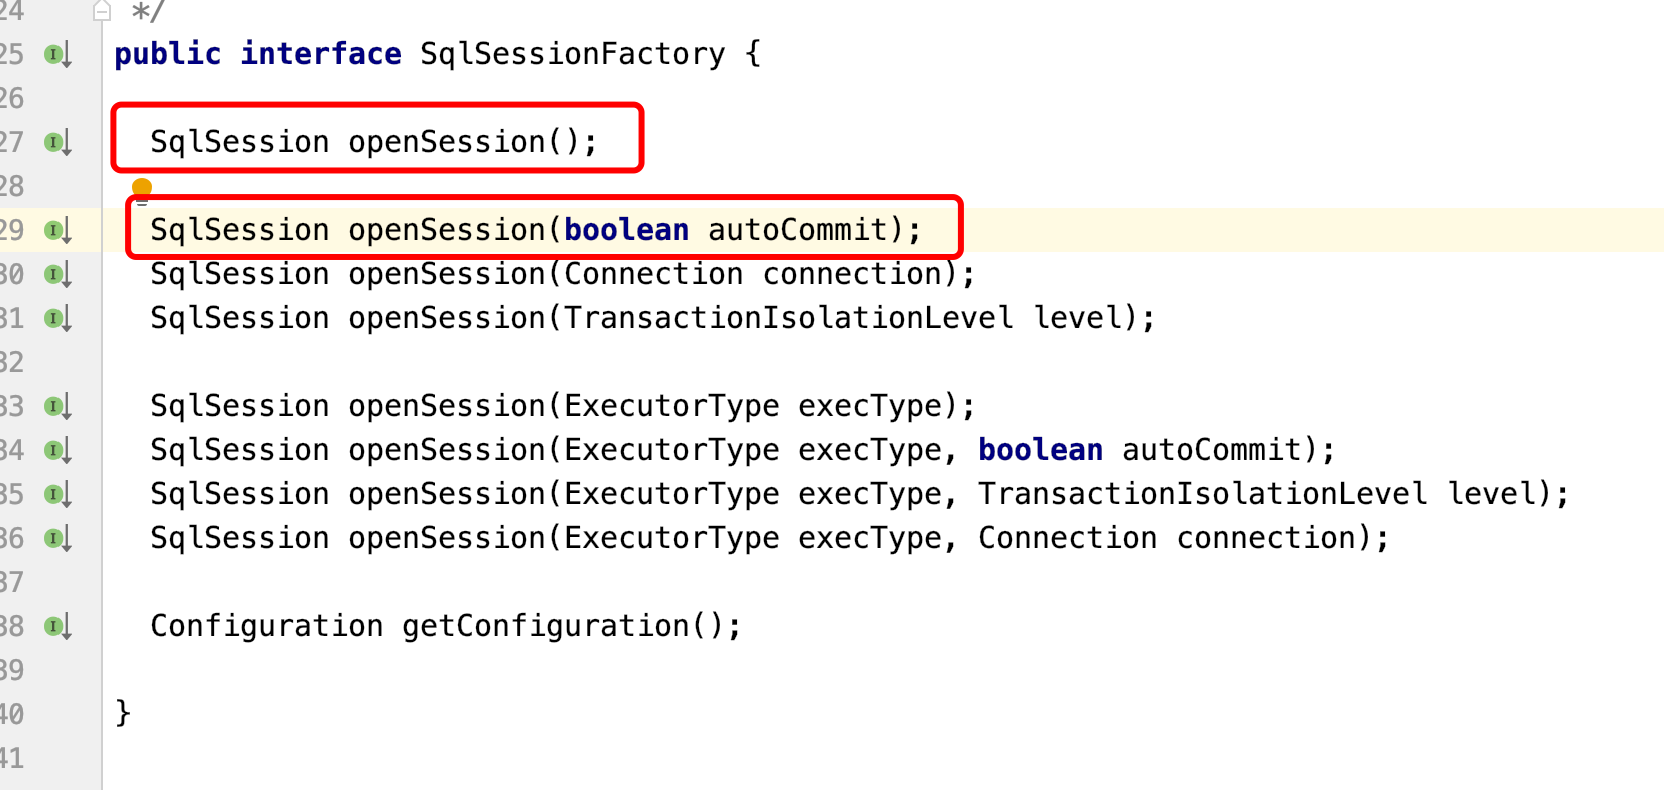 24 */
25 public interface SqlSessionFactory {
26
27 SqlSession openSession();
28
29 SqlSession openSession(boolean autoCommit);
30 SqlSession openSession(Connection connection);
31 SqlSession openSession(TransactionIsolationLevel level);
32
33 SqlSession openSession(ExecutorType execType);
34 SqlSession openSession(ExecutorType execType, boolean autoCommit);
35 SqlSession openSession(ExecutorType execType, TransactionIsolationLevel level);
36 SqlSession openSession(ExecutorType execType, Connection connection);
37
38 Configuration getConfiguration();
39
40 }
41